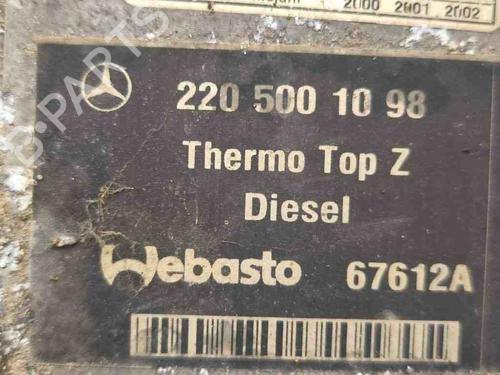 2000 2001 2002
220 500 10 98
Thermo Top Z
Diesel
Webasto 67612A